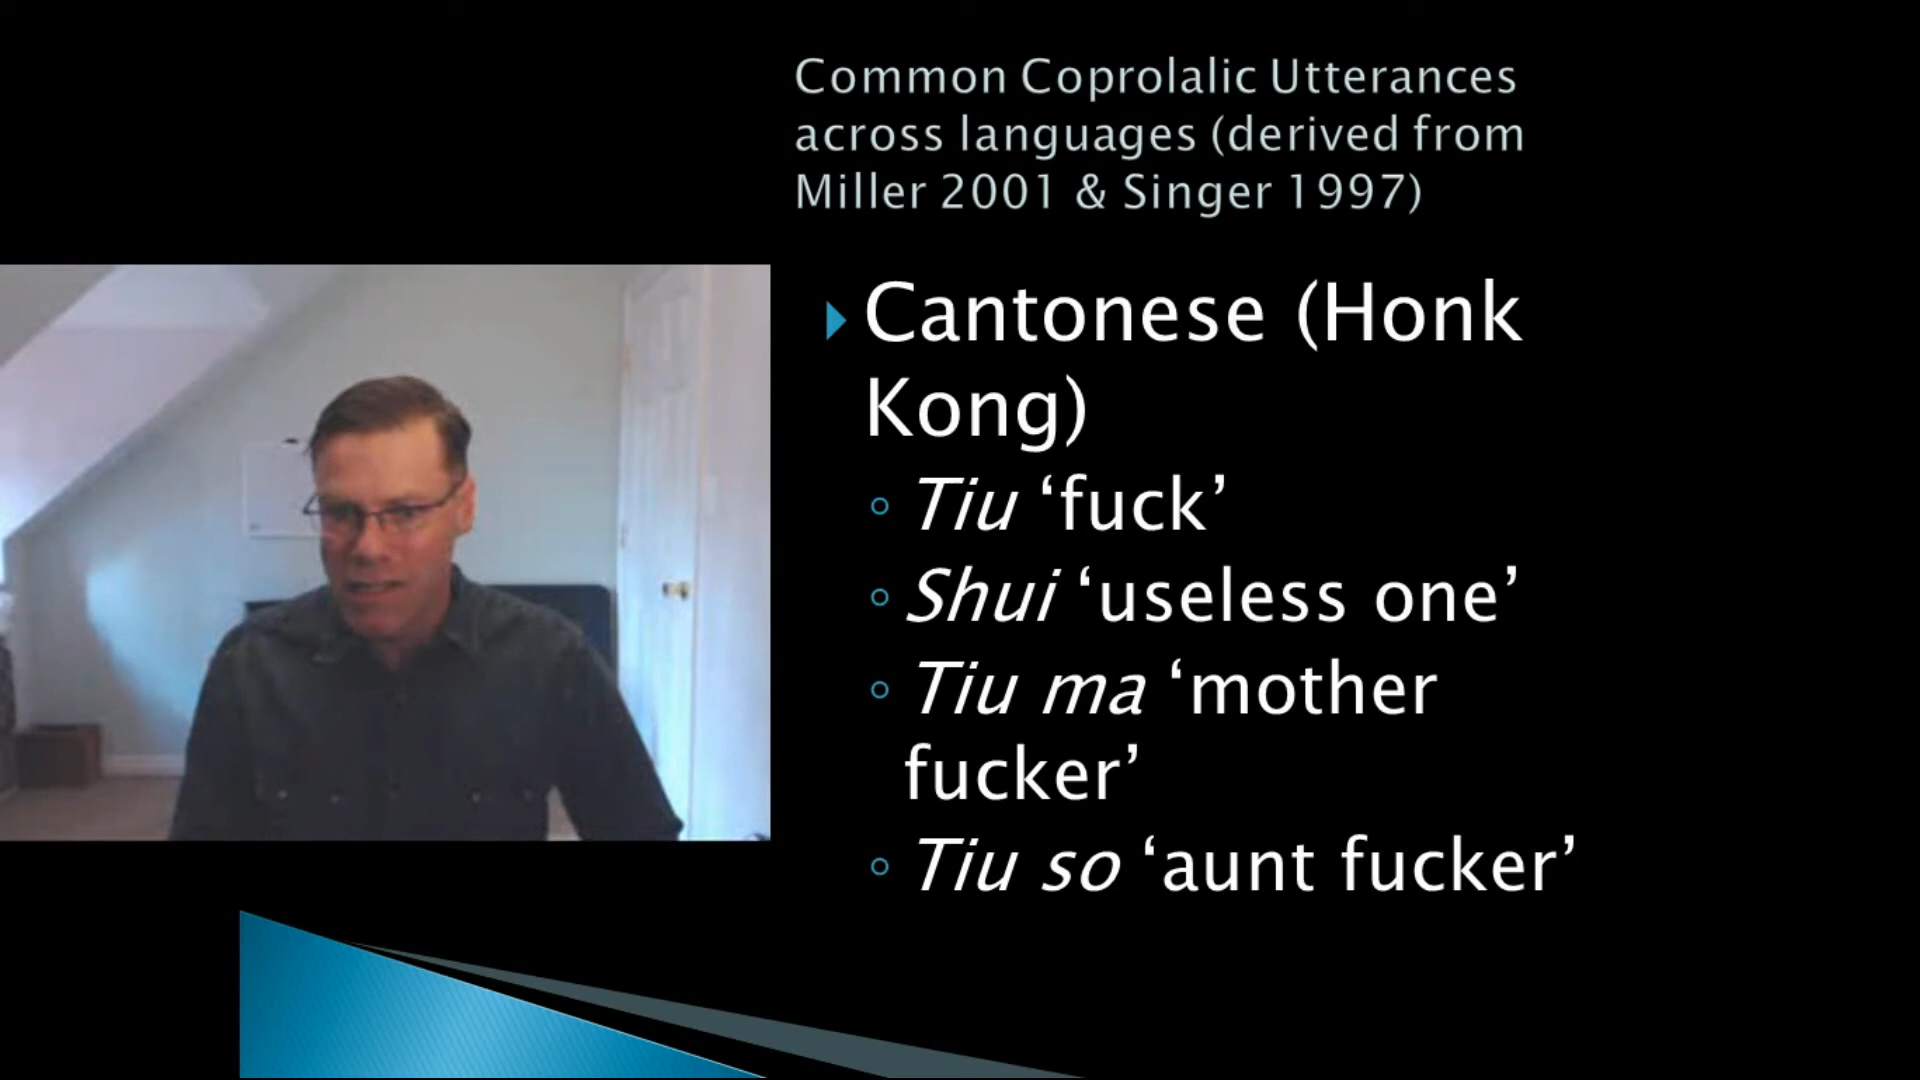 Common Coprolalic Utterances
across languages (derived from
Miller 2001 & Singer 1997)
Cantonese (Honk
Kong)
Tiu ‘fuck’
Shui ‘useless one’
Tiu ma ‘mother
fucker’
Tiu so ‘aunt fucker’